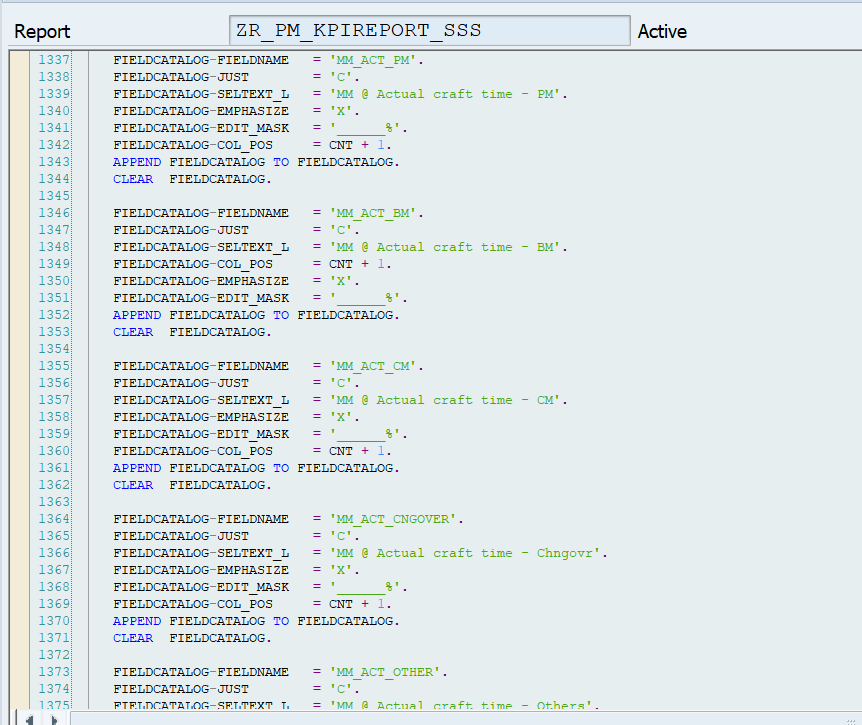 Report ZR_PM_KPIREPORT_SSS Active
1337 FIELDCATALOG-FIELDNAME = 'MM_ACT_PM'.
1338 FIELDCATALOG-JUST = 'C'.
1339 FIELDCATALOG-SELTEXT_L = 'MM @ Actual craft time - PM'.
1340 FIELDCATALOG-EMPHASIZE = 'X'.
1341 FIELDCATALOG-EDIT_MASK = '______%'.
1342 FIELDCATALOG-COL_POS = CNT + 1.
1343 APPEND FIELDCATALOG TO FIELDCATALOG.
1344 CLEAR FIELDCATALOG.
1345
1346 FIELDCATALOG-FIELDNAME = 'MM_ACT_BM'.
1347 FIELDCATALOG-JUST = 'C'.
1348 FIELDCATALOG-SELTEXT_L = 'MM @ Actual craft time - BM'.
1349 FIELDCATALOG-COL_POS = CNT + 1.
1350 FIELDCATALOG-EMPHASIZE = 'X'.
1351 FIELDCATALOG-EDIT_MASK = '______%'.
1352 APPEND FIELDCATALOG TO FIELDCATALOG.
1353 CLEAR FIELDCATALOG.
1354
1355 FIELDCATALOG-FIELDNAME = 'MM_ACT_CM'.
1356 FIELDCATALOG-JUST = 'C'.
1357 FIELDCATALOG-SELTEXT_L = 'MM @ Actual craft time - CM'.
1358 FIELDCATALOG-EMPHASIZE = 'X'.
1359 FIELDCATALOG-EDIT_MASK = '______%'.
1360 FIELDCATALOG-COL_POS = CNT + 1.
1361 APPEND FIELDCATALOG TO FIELDCATALOG.
1362 CLEAR FIELDCATALOG.
1363
1364 FIELDCATALOG-FIELDNAME = 'MM_ACT_CNGOVER'.
1365 FIELDCATALOG-JUST = 'C'.
1366 FIELDCATALOG-SELTEXT_L = 'MM @ Actual craft time - Chngovr'.
1367 FIELDCATALOG-EMPHASIZE = 'X'.
1368 FIELDCATALOG-EDIT_MASK = '______%'.
1369 FIELDCATALOG-COL_POS = CNT + 1.
1370 APPEND FIELDCATALOG TO FIELDCATALOG.
1371 CLEAR FIELDCATALOG.
1372
1373 FIELDCATALOG-FIELDNAME = 'MM_ACT_OTHER'.
1374 FIELDCATALOG-JUST = 'C'.
1375 FIELDCATALOG-SELTEXT_L = 'MM @ Actual craft time - Others'.